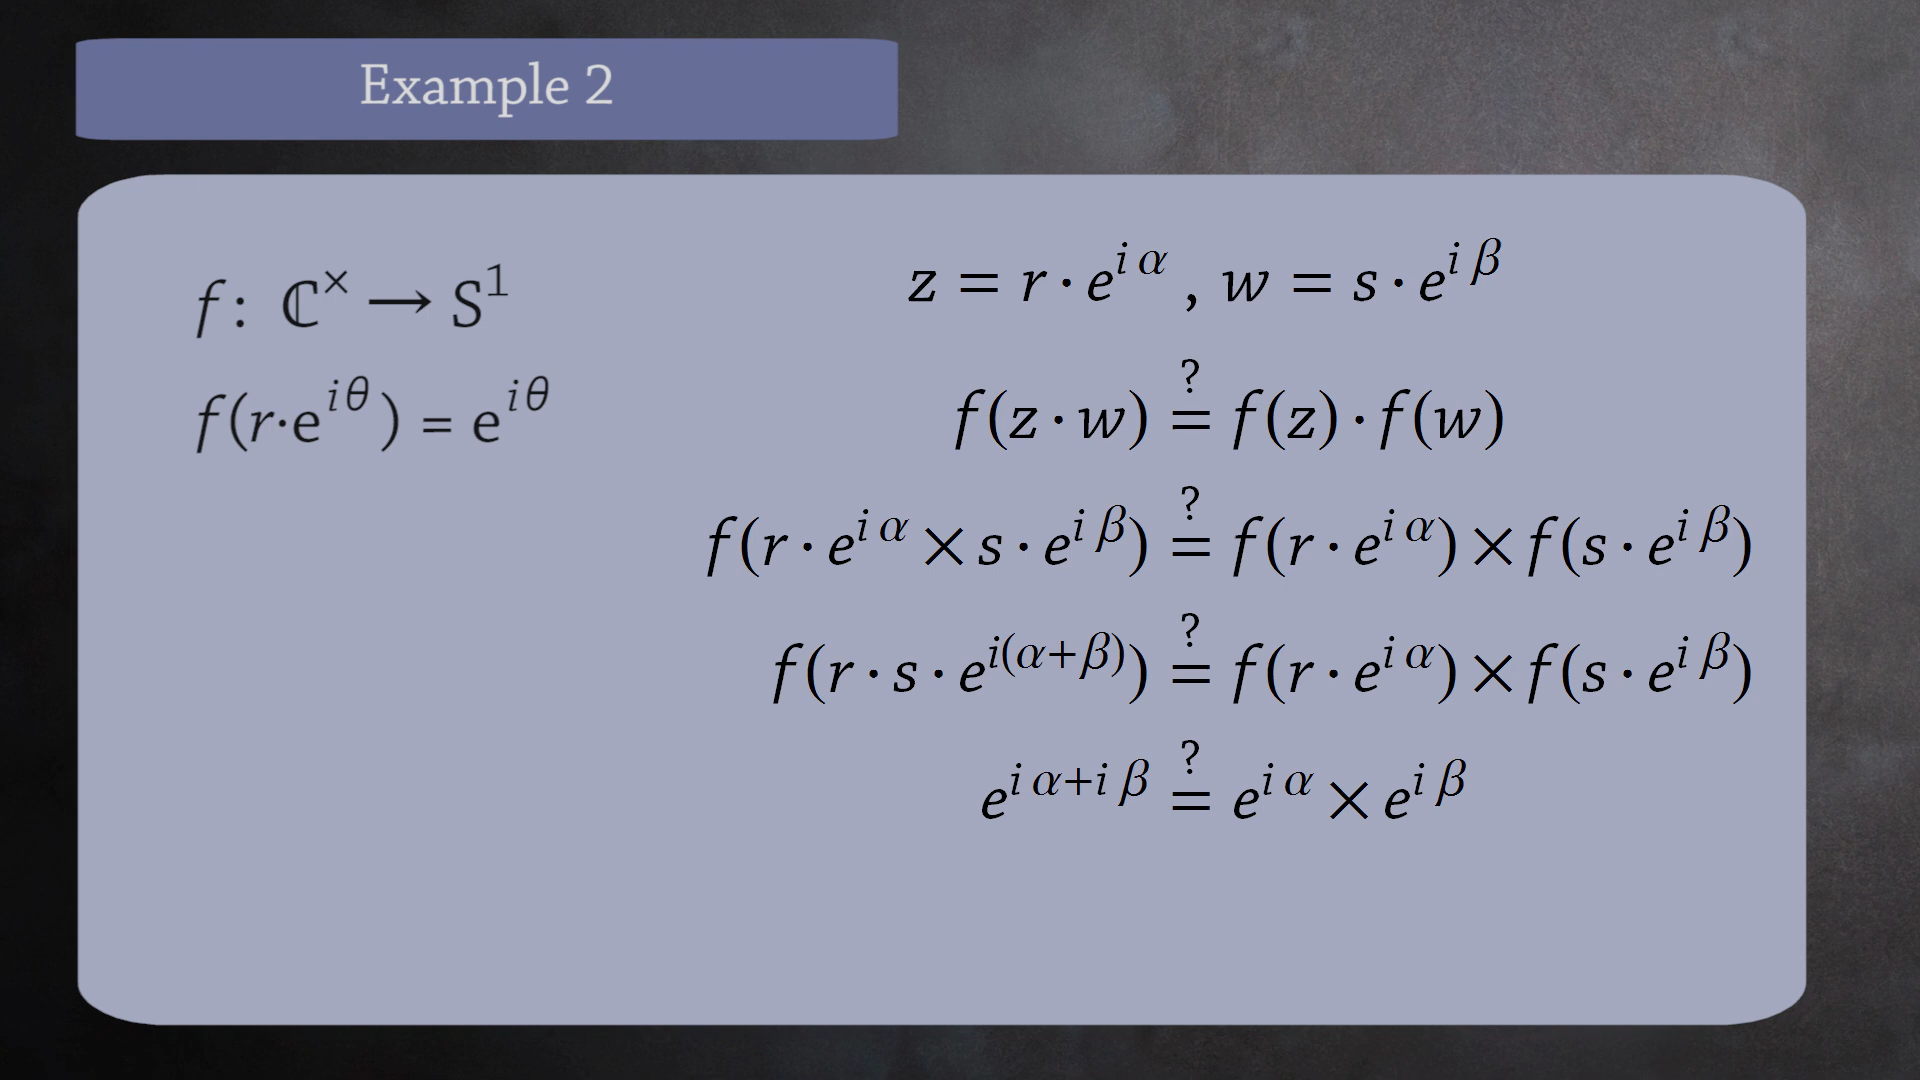 Example 2
f: ℂ^× → S^1
f(r·e^{iθ}) = e^{iθ}
z = r · e^{iα} , w = s · e^{iβ}
f(z · w) ≟ f(z) · f(w)
f(r · e^{iα} × s · e^{iβ}) ≟ f(r · e^{iα}) × f(s · e^{iβ})
f(r · s · e^{i(α+β)}) ≟ f(r · e^{iα}) × f(s · e^{iβ})
e^{iα+iβ} ≟ e^{iα} × e^{iβ}